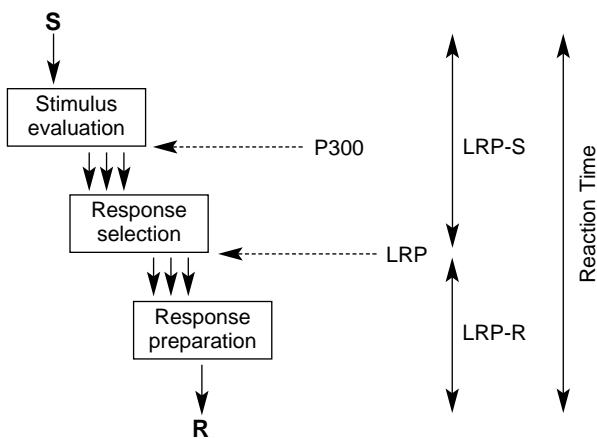 S
Stimulus
evaluation
P300
LRP-S
Response
selection
LRP
Reaction Time
Response
preparation
LRP-R
R